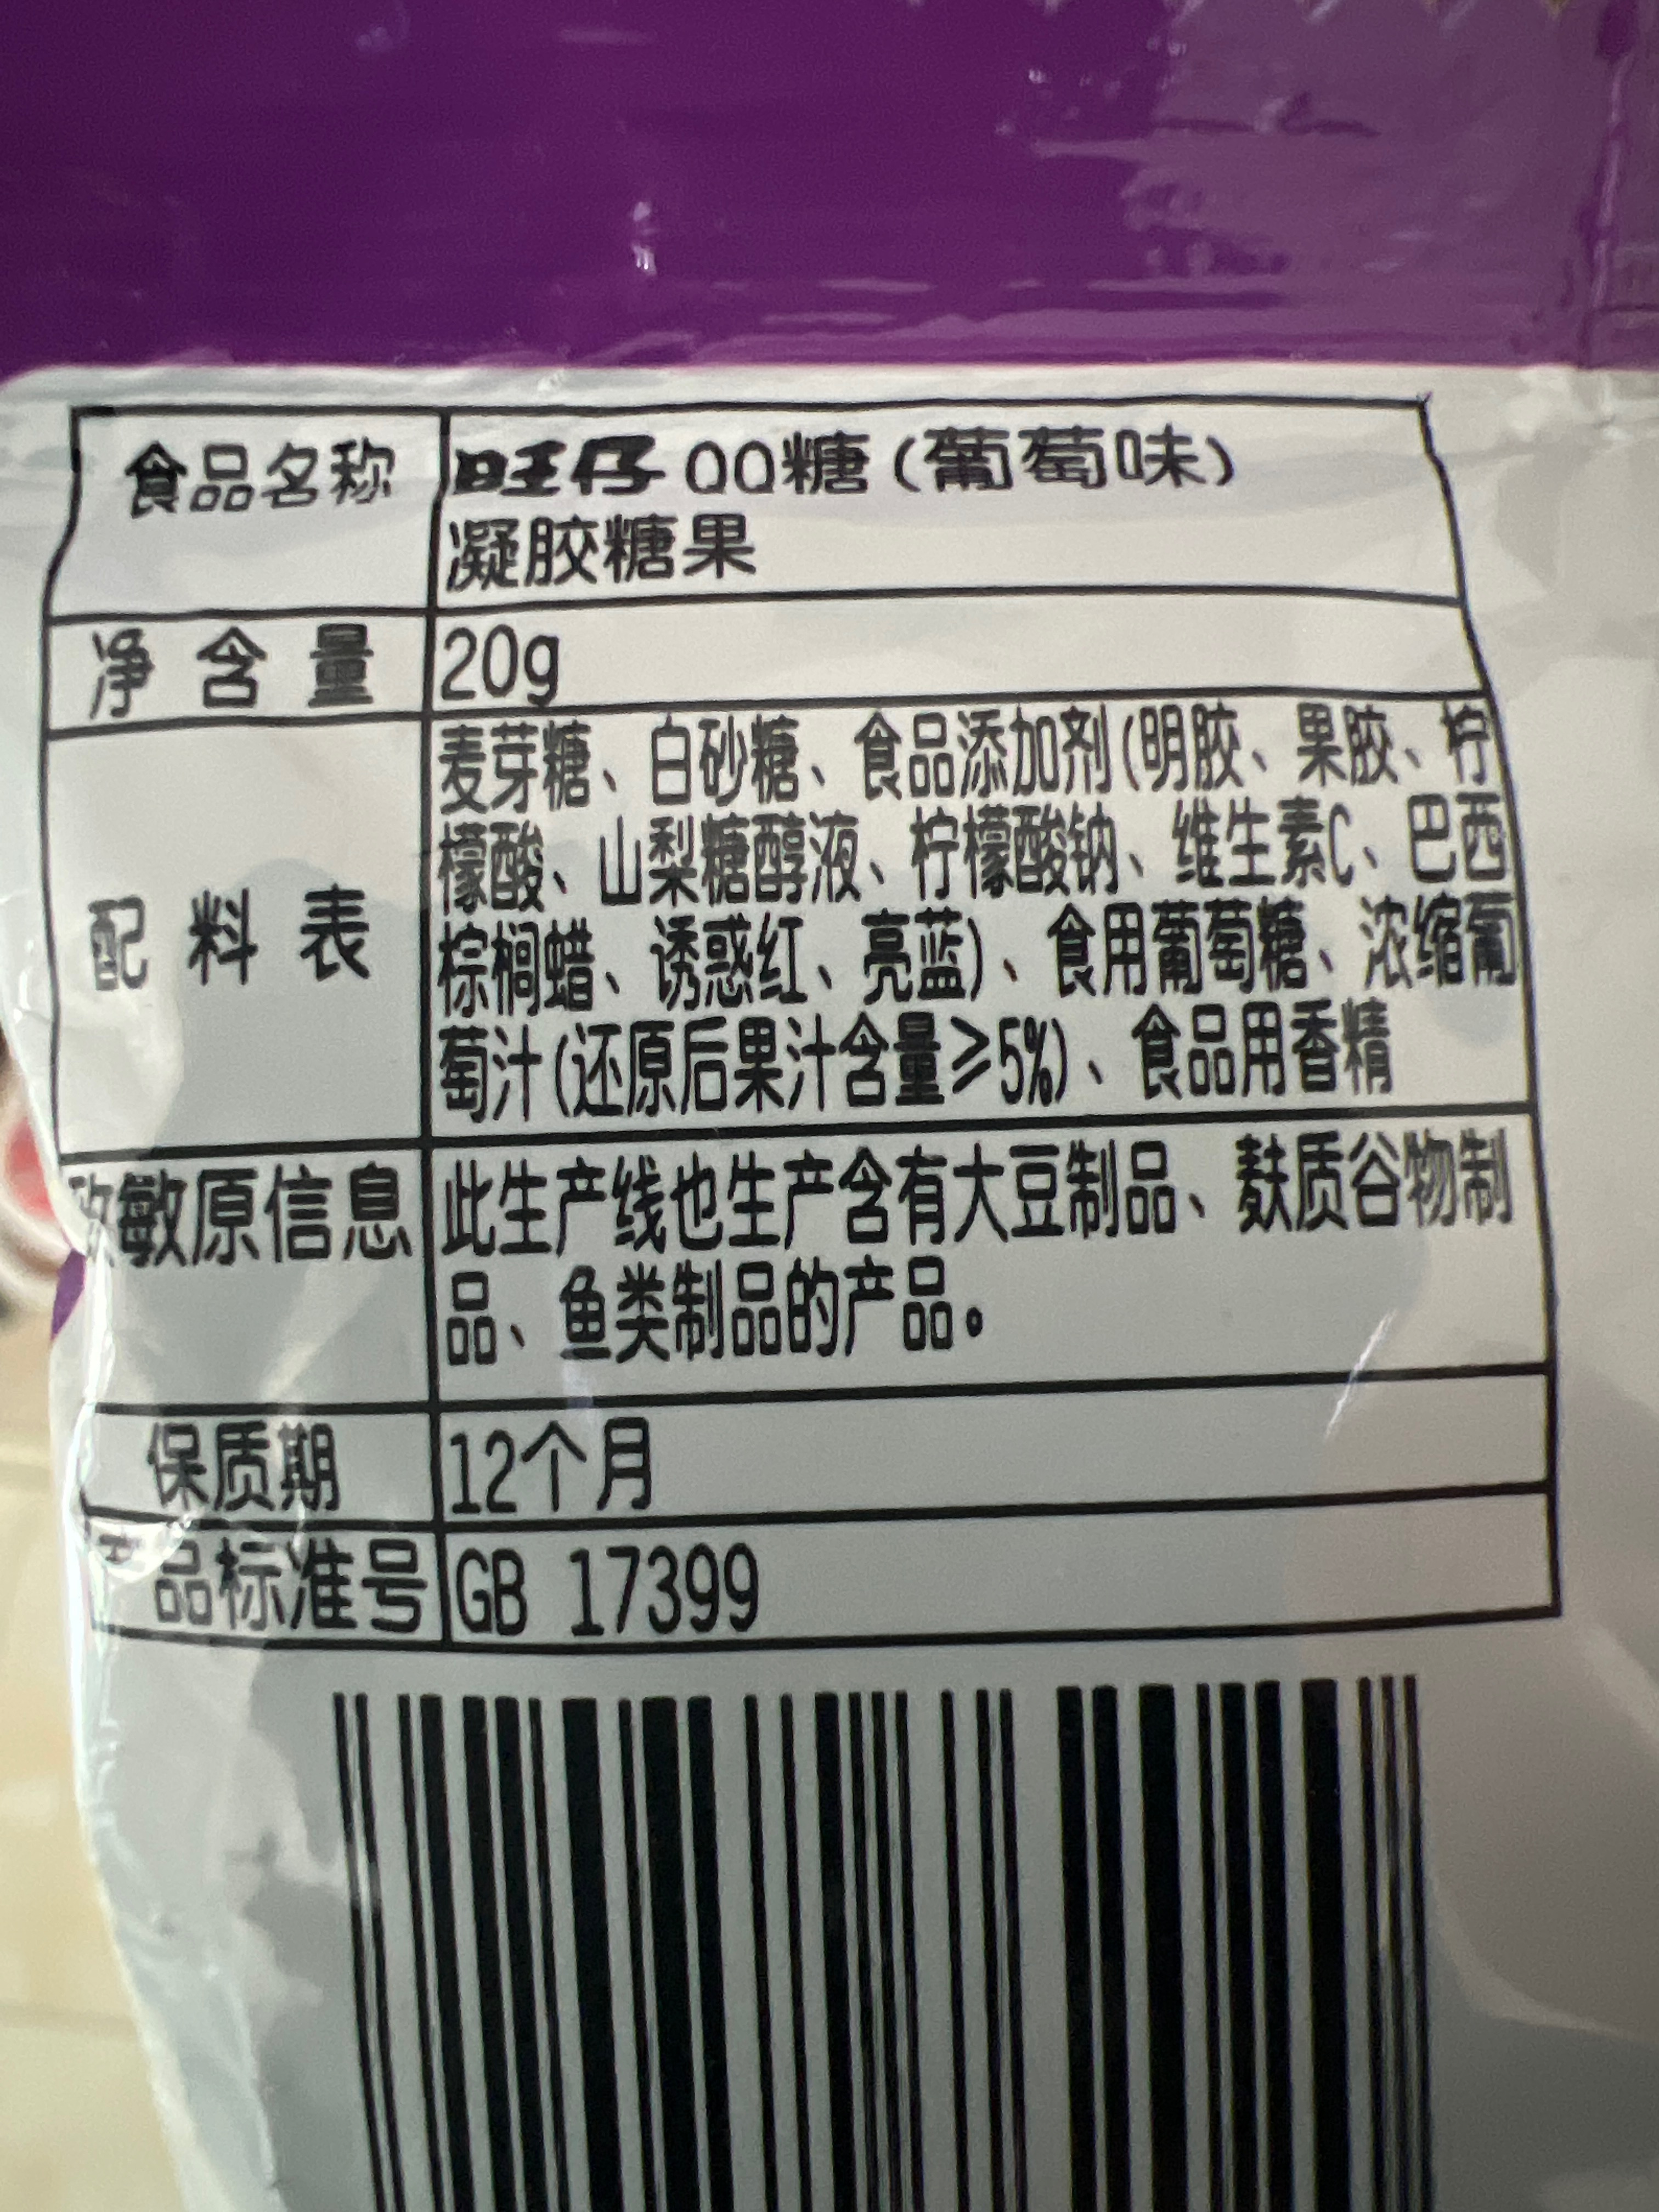 食品名称 旺仔QQ糖(葡萄味)
凝胶糖果
净含量 20g
麦芽糖、白砂糖、食品添加剂(明胶、果胶、柠
檬酸、山梨糖醇液、柠檬酸钠、维生素C、巴西
配料表 棕榈蜡、诱惑红、亮蓝)、食用葡萄糖、浓缩葡
萄汁(还原后果汁含量≥5%)、食品用香精
致敏原信息 此生产线也生产含有大豆制品、麸质谷物制
品、鱼类制品的产品。
保质期 12个月
产品标准号 GB 17399